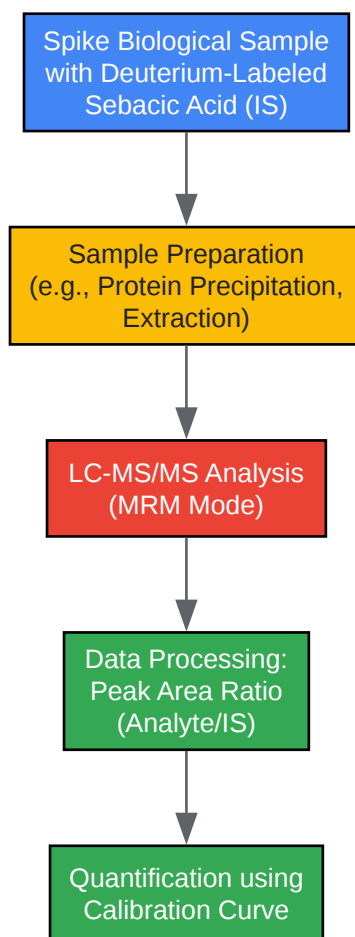 Spike Biological Sample
with Deuterium-Labeled
Sebacic Acid (IS)
Sample Preparation
(e.g., Protein Precipitation,
Extraction)
LC-MS/MS Analysis
(MRM Mode)
Data Processing:
Peak Area Ratio
(Analyte/IS)
Quantification using
Calibration Curve